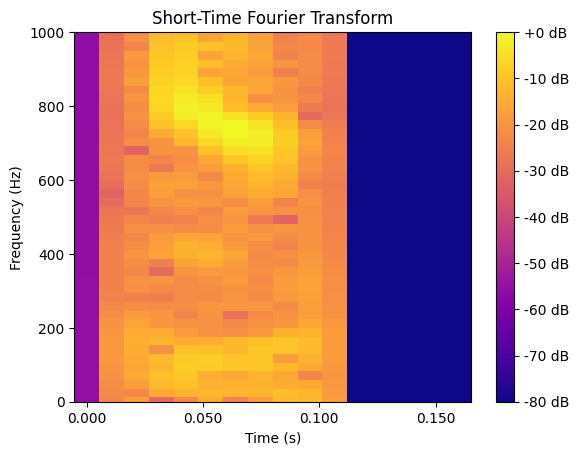 Short-Time Fourier Transform
1000
800
600
400
200
0
Frequency (Hz)
0.000
0.050
0.100
0.150
Time (s)
+0 dB
-10 dB
-20 dB
-30 dB
-40 dB
-50 dB
-60 dB
-70 dB
-80 dB